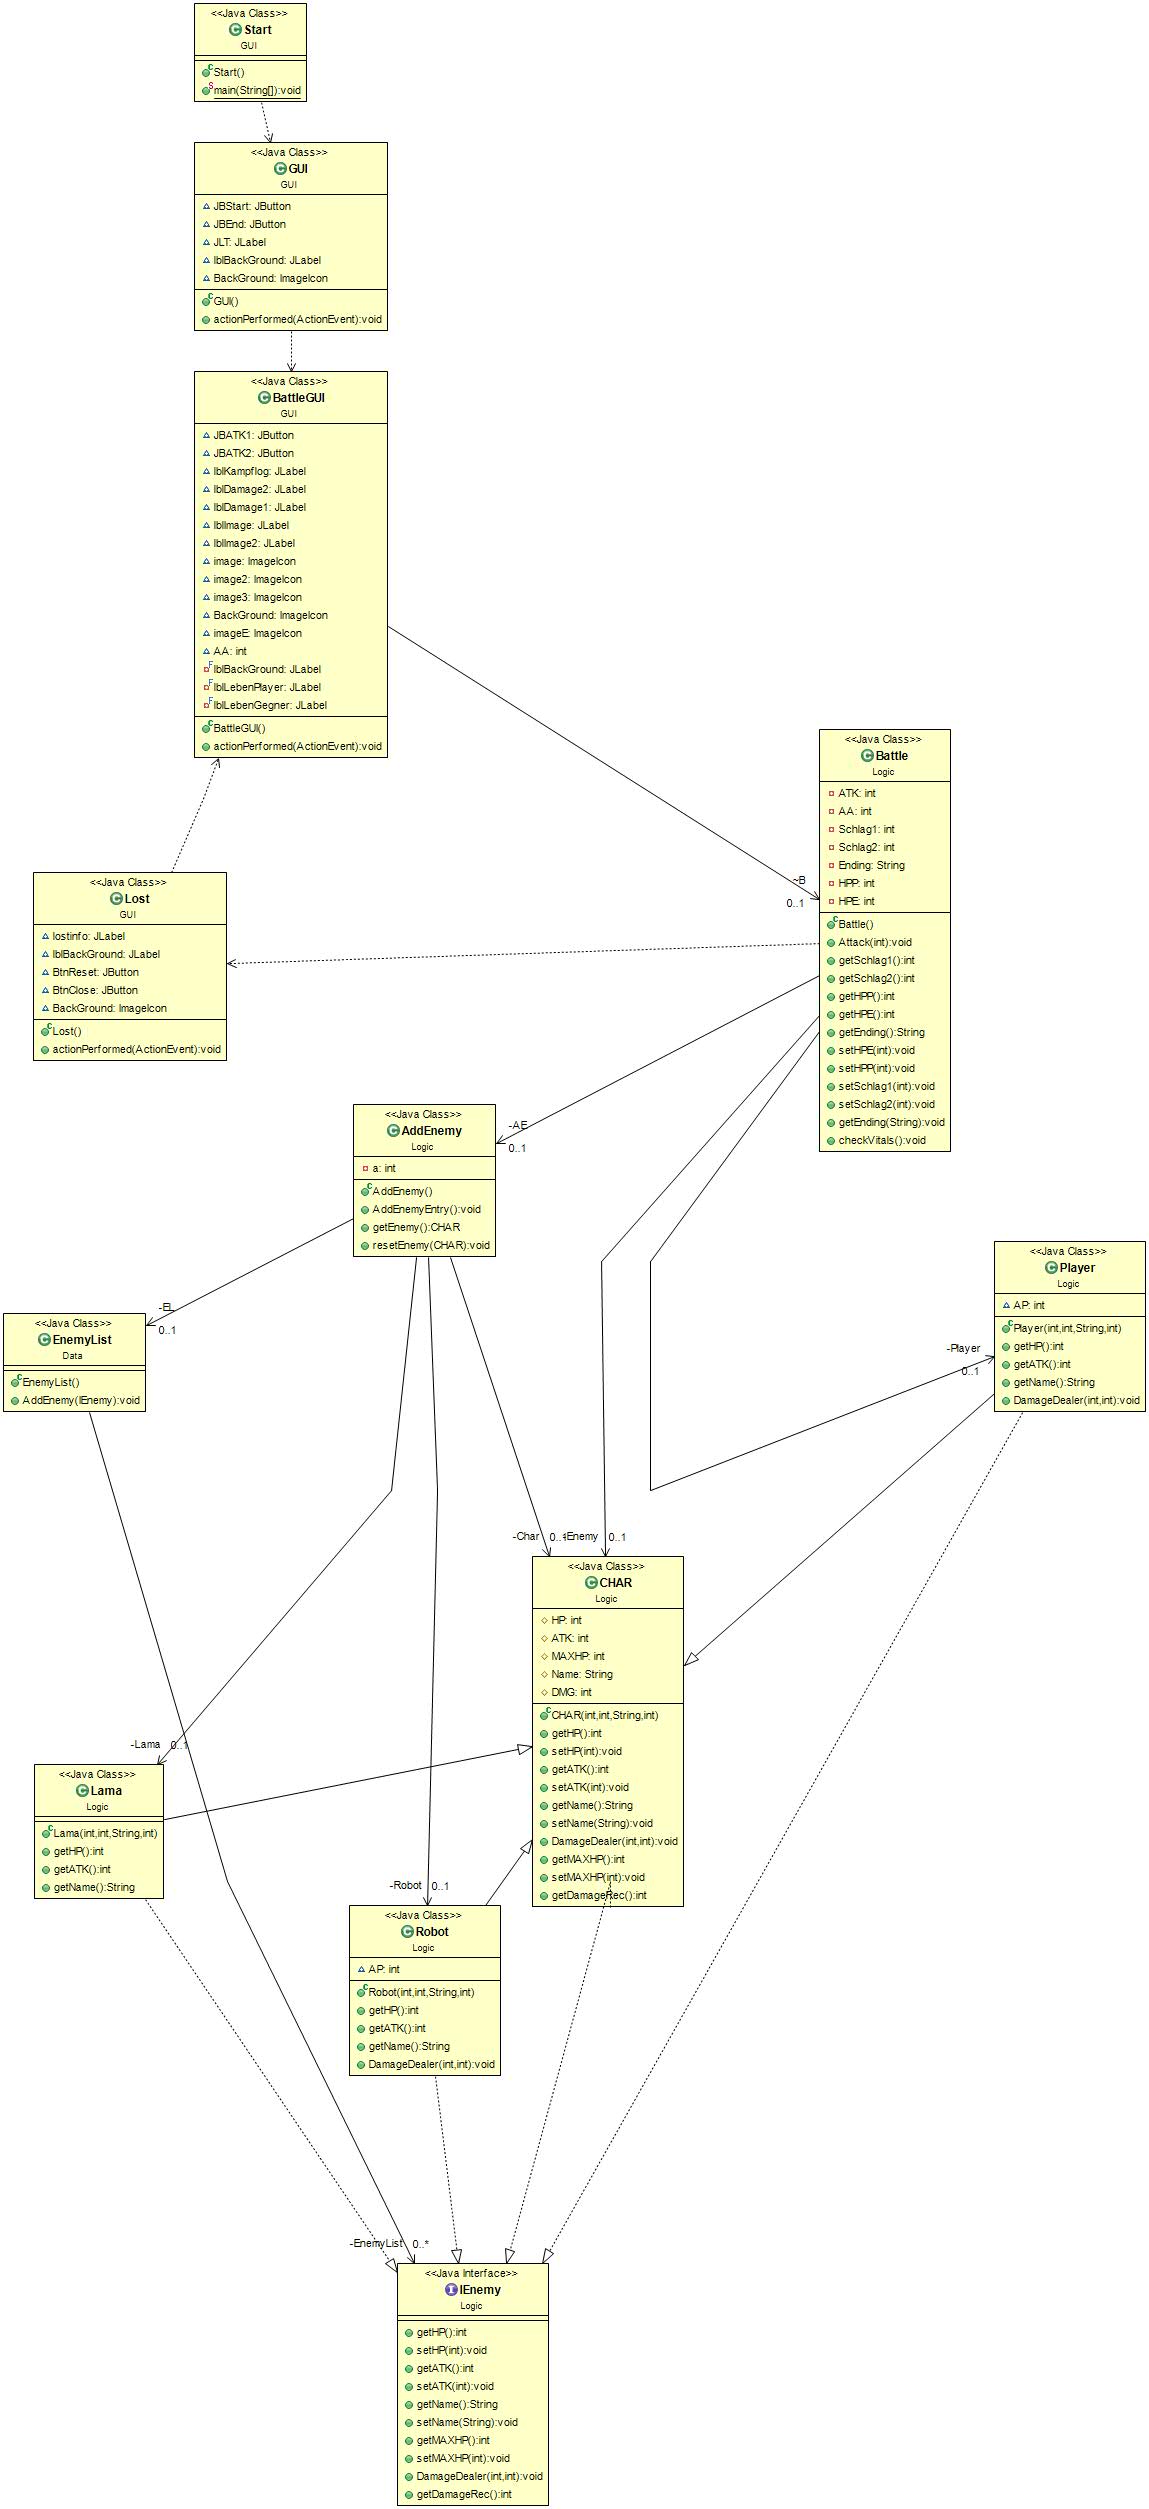 <<Java Class>>
Start
GUI
Start()
main(String[]):void
<<Java Class>>
GUI
GUI
JBStart: JButton
JBEnd: JButton
JLT: JLabel
lblBackGround: JLabel
BackGround: ImageIcon
GUI()
actionPerformed(ActionEvent):void
<<Java Class>>
BattleGUI
GUI
JBATK1: JButton
JBATK2: JButton
lblKampflog: JLabel
lblDamage2: JLabel
lblDamage1: JLabel
lblImage: JLabel
lblImage2: JLabel
image: ImageIcon
image2: ImageIcon
image3: ImageIcon
BackGround: ImageIcon
imageE: ImageIcon
AA: int
lblBackGround: JLabel
lblLebenPlayer: JLabel
lblLebenGegner: JLabel
BattleGUI()
actionPerformed(ActionEvent):void
~B
0..1
<<Java Class>>
Battle
Logic
ATK: int
AA: int
Schlag1: int
Schlag2: int
Ending: String
HPP: int
HPE: int
Battle()
Attack(int):void
getSchlag1():int
getSchlag2():int
getHPP():int
getHPE():int
getEnding():String
setHPE(int):void
setHPP(int):void
setSchlag1(int):void
setSchlag2(int):void
getEnding(String):void
checkVitals():void
<<Java Class>>
Lost
GUI
lostinfo: JLabel
lblBackGround: JLabel
BtnReset: JButton
BtnClose: JButton
BackGround: ImageIcon
Lost()
actionPerformed(ActionEvent):void
-AE
0..1
<<Java Class>>
AddEnemy
Logic
a: int
AddEnemy()
AddEnemyEntry():void
getEnemy():CHAR
resetEnemy(CHAR):void
-EL
0..1
<<Java Class>>
EnemyList
Data
EnemyList()
AddEnemy(IEnemy):void
-Player
0..1
<<Java Class>>
Player
Logic
AP: int
Player(int,int,String,int)
getHP():int
getATK():int
getName():String
DamageDealer(int,int):void
-Char 0..1
-Enemy 0..1
<<Java Class>>
CHAR
Logic
HP: int
ATK: int
MAXHP: int
Name: String
DMG: int
CHAR(int,int,String,int)
getHP():int
setHP(int):void
getATK():int
setATK(int):void
getName():String
setName(String):void
DamageDealer(int,int):void
getMAXHP():int
setMAXHP(int):void
getDamageRec():int
-Lama 0..1
<<Java Class>>
Lama
Logic
Lama(int,int,String,int)
getHP():int
getATK():int
getName():String
-Robot 0..1
<<Java Class>>
Robot
Logic
AP: int
Robot(int,int,String,int)
getHP():int
getATK():int
getName():String
DamageDealer(int,int):void
-EnemyList 0..*
<<Java Interface>>
IEnemy
Logic
getHP():int
setHP(int):void
getATK():int
setATK(int):void
getName():String
setName(String):void
getMAXHP():int
setMAXHP(int):void
DamageDealer(int,int):void
getDamageRec():int